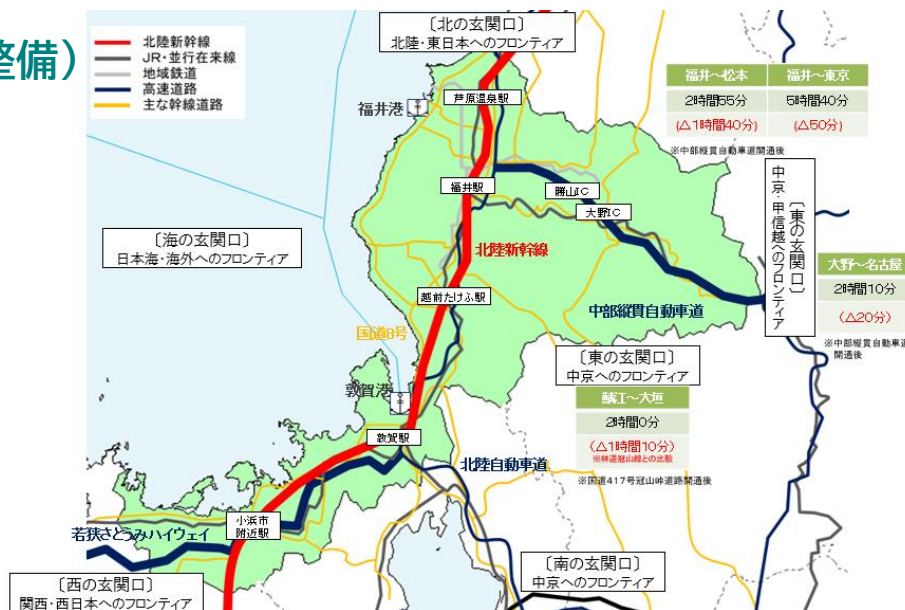 整備)
北陸新幹線
JR・並行在来線
地域鉄道
高速道路
主な幹線道路
〔北の玄関口〕
北陸・東日本へのフロンティア
芦原温泉駅
福井港
福井~松本
福井~東京
2時間55分
5時間40分
(△1時間40分)
(△50分)
※中部縦貫自動車道開通後
福井駅
勝山IC
大野IC
〔東の玄関口〕
中京・甲信越へのフロンティア
〔海の玄関口〕
日本海・海外へのフロンティア
北陸新幹線
大野~名古屋
2時間10分
(△20分)
※中部縦貫自動車道
開通後
越前たけふ駅
中部縦貫自動車道
国道8号
〔東の玄関口〕
中京へのフロンティア
敦賀港
鯖江~大垣
2時間0分
(△1時間10分)
※林道冠山線との比較
※国道417号冠山峠道路開通後
敦賀駅
北陸自動車道
小浜市
附近駅
若狭さとうみハイウェイ
〔南の玄関口〕
中京へのフロンティア
〔西の玄関口〕
関西・西日本へのフロンティア